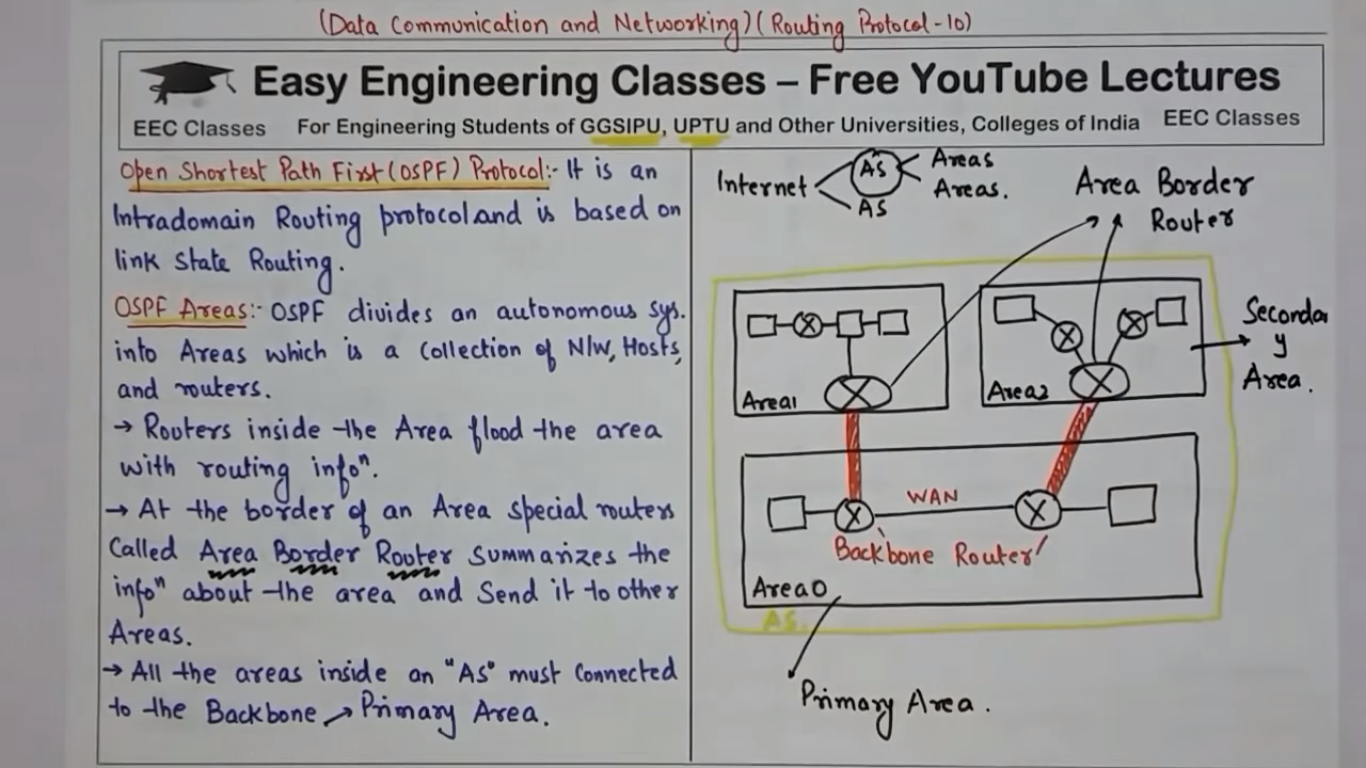 (Data Communication and Networking) (Routing Protocol-10)
Easy Engineering Classes – Free YouTube Lectures
EEC Classes For Engineering Students of GGSIPU, UPTU and Other Universities, Colleges of India EEC Classes
Open Shortest Path First (OSPF) Protocol:- It is an
Intradomain Routing protocol and is based on
link State Routing.
OSPF Areas:- OSPF divides an autonomous sys.
into Areas which is a Collection of N/W, Hosts,
and routers.
→ Routers inside the Area flood the area
with routing infoⁿ.
→ At the border of an Area special routers
Called Area Border Router summarizes the
infoⁿ about the area and Send it to other
Areas.
→ All the areas inside an "AS" must Connected
to the Backbone → Primary Area.
Internet
AS
AS
Areas
Areas.
Area Border
Router
Area1
Area2
Secondar
y
Area.
WAN
Backbone Router
Area0
AS.
Primary Area.